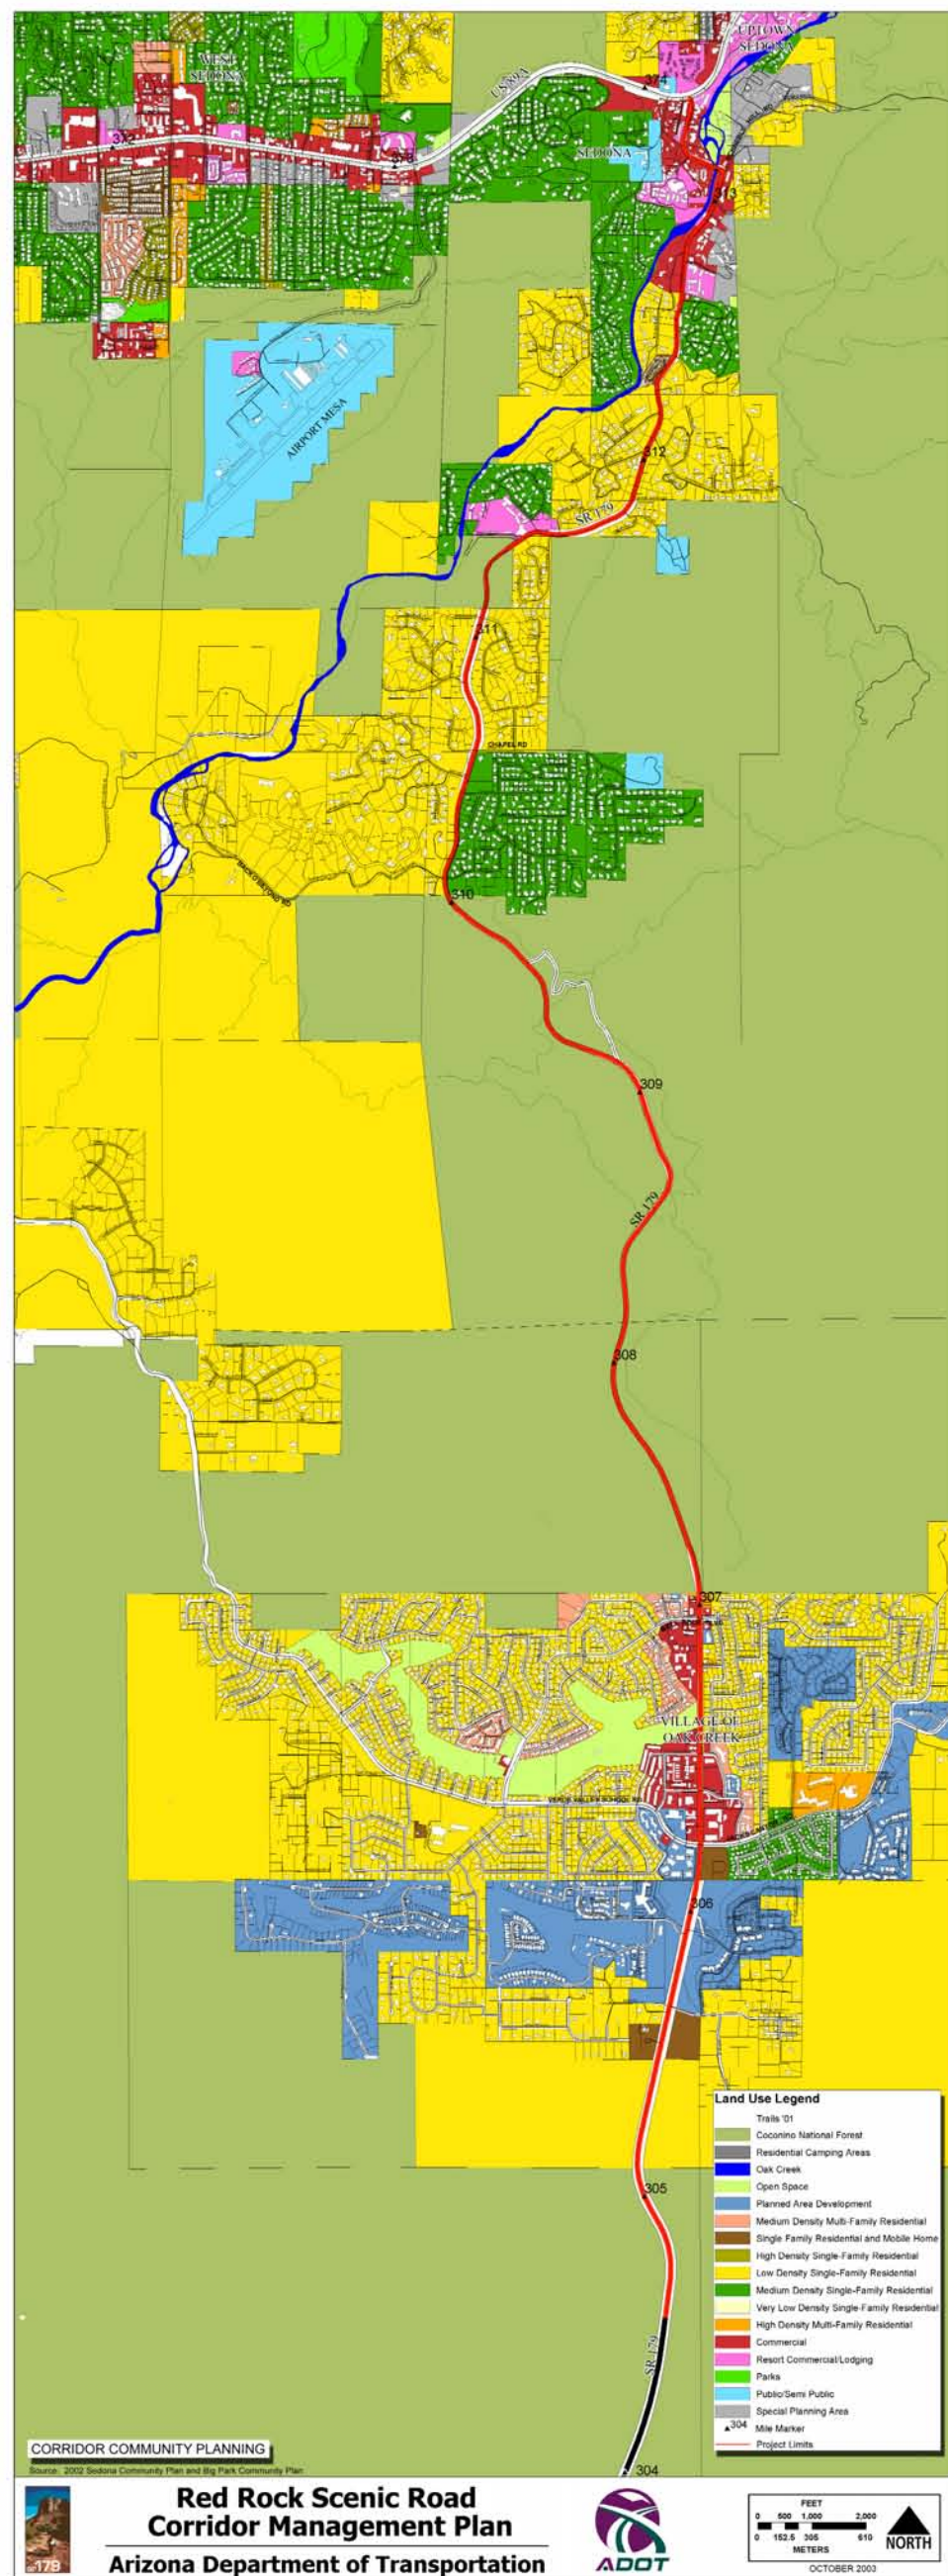 UPTOWN
SEDONA
WEST
SEDONA
US 89A
374
372
373
SEDONA
313
AIRPORT MESA
312
SR 179
311
CHAPEL RD
310
309
SR 179
308
307
VILLAGE OF
OAK CREEK
VERDE VALLEY SCHOOL RD
306
305
SR 179
304
Land Use Legend
Trails '01
Coconino National Forest
Residential Camping Areas
Oak Creek
Open Space
Planned Area Development
Medium Density Multi-Family Residential
Single Family Residential and Mobile Home
High Density Single-Family Residential
Low Density Single-Family Residential
Medium Density Single-Family Residential
Very Low Density Single-Family Residential
High Density Multi-Family Residential
Commercial
Resort Commercial/Lodging
Parks
Public/Semi Public
Special Planning Area
304 Mile Marker
Project Limits
CORRIDOR COMMUNITY PLANNING
Source: 2002 Sedona Community Plan and Big Park Community Plan
179
Red Rock Scenic Road
Corridor Management Plan
Arizona Department of Transportation
ADOT
FEET
0 500 1,000 2,000
0 152.5 305 610
METERS
NORTH
OCTOBER 2003